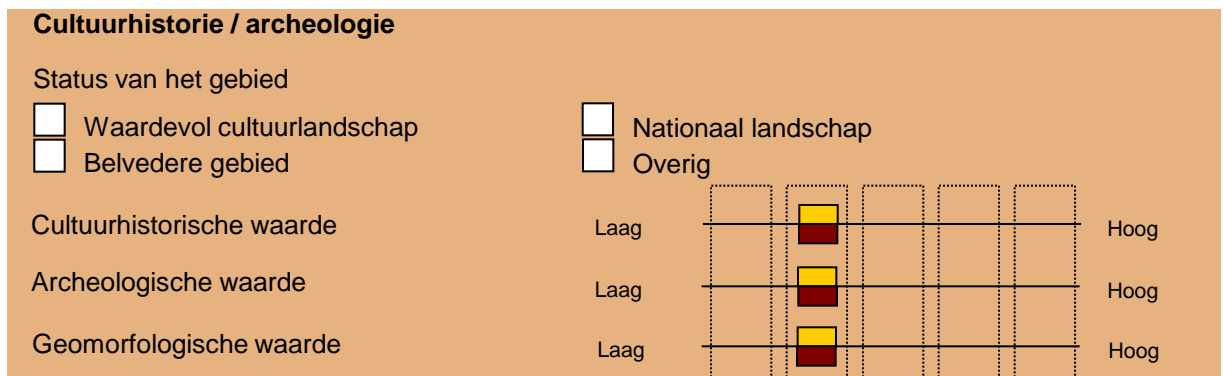 Cultuurhistorie / archeologie
Status van het gebied
Waardevol cultuurlandschap Nationaal landschap
Belvedere gebied Overig
Cultuurhistorische waarde Laag Hoog
Archeologische waarde Laag Hoog
Geomorfologische waarde Laag Hoog